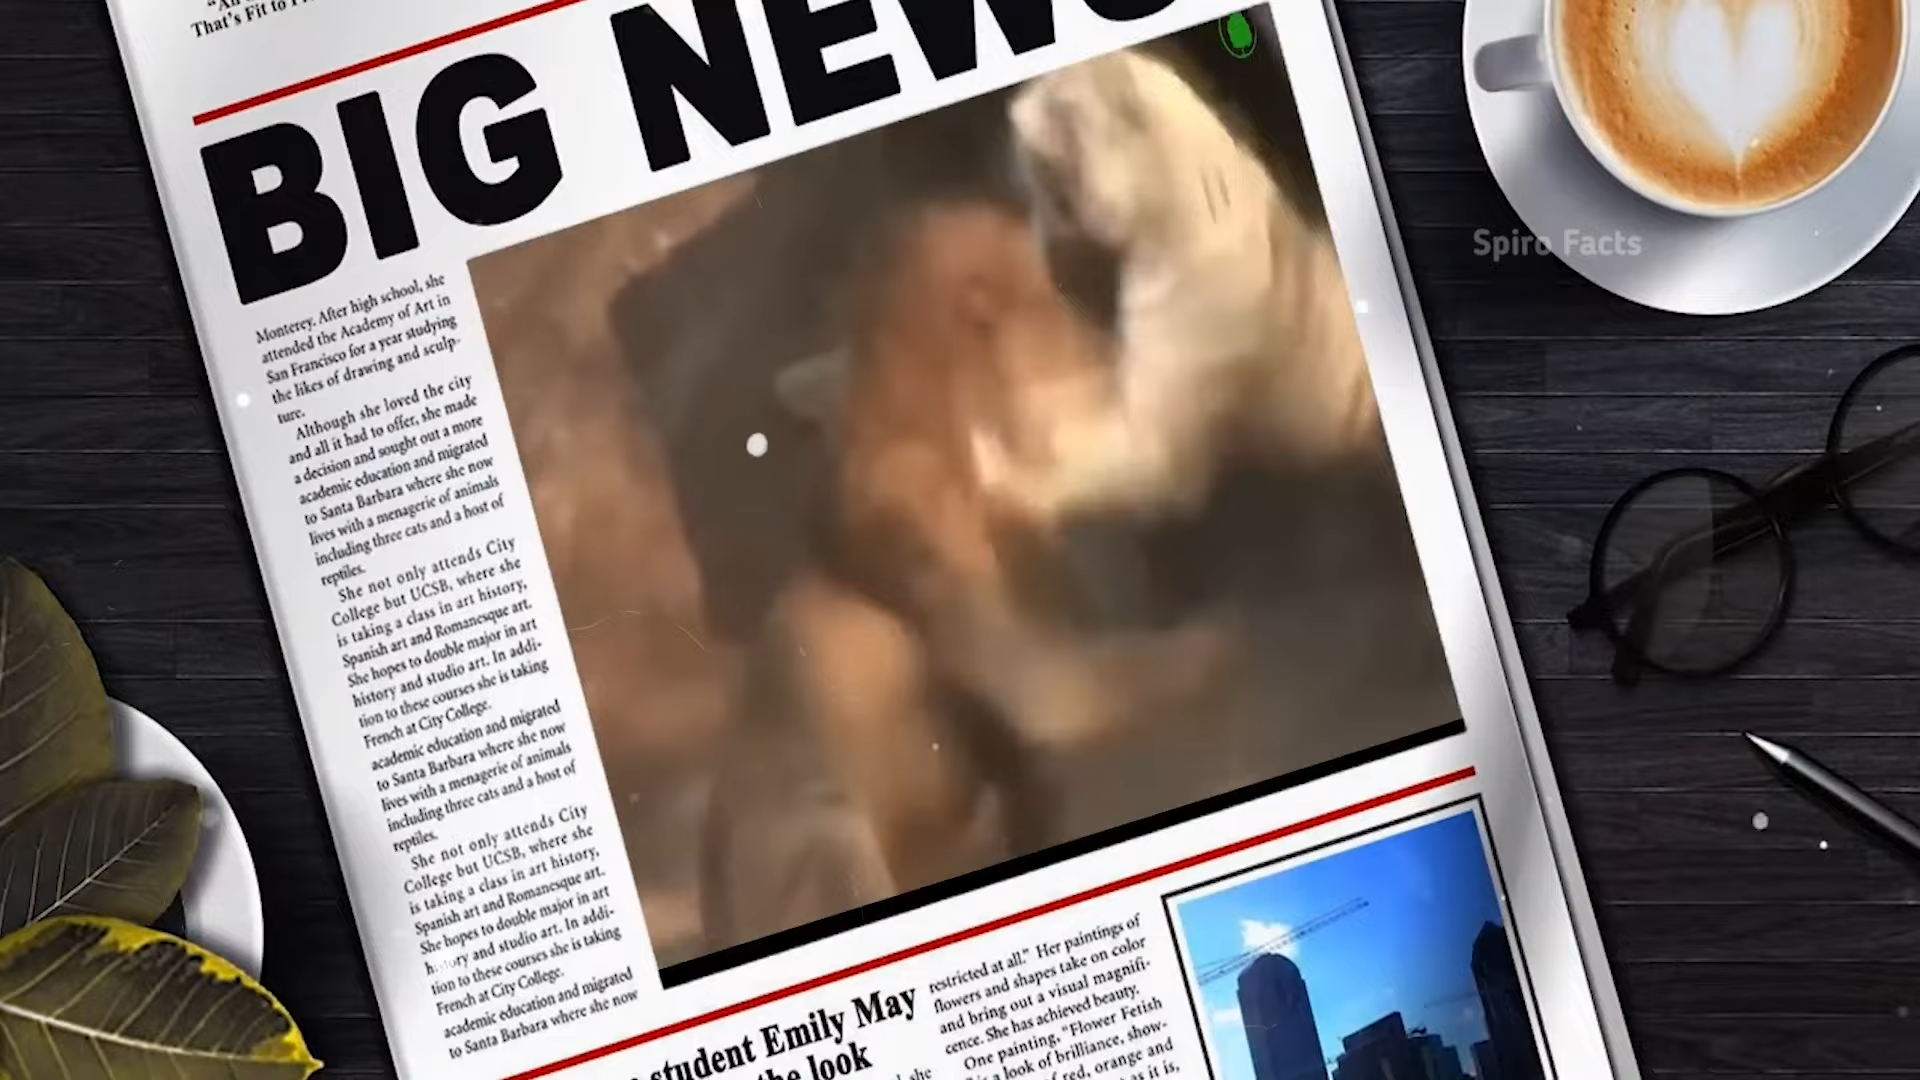 That's Fit to
BIG NEWS
Monterey. After high school, she
attended the Academy of Art in
San Francisco for a year studying
the likes of drawing and sculp-
ture.
Although she loved the city
and all it had to offer, she made
a decision and sought out a more
academic education and migrated
to Santa Barbara where she now
lives with a menagerie of animals
including three cats and a host of
reptiles.
She not only attends City
College but UCSB, where she
is taking a class in art history,
Spanish art and Romanesque art.
She hopes to double major in art
history and studio art. In addi-
tion to these courses she is taking
French at City College.
academic education and migrated
to Santa Barbara where she now
lives with a menagerie of animals
including three cats and a host of
reptiles.
She not only attends City
College but UCSB, where she
is taking a class in art history,
Spanish art and Romanesque art.
She hopes to double major in art
history and studio art. In addi-
tion to these courses she is taking
French at City College.
academic education and migrated
to Santa Barbara where she now
student Emily May
the look
she
restricted at all." Her paintings of
flowers and shapes take on color
and bring out a visual magnifi-
cence. She has achieved beauty.
One painting, "Flower Fetish
a look of brilliance, show-
of red, orange and
as it is,
Spiro Facts